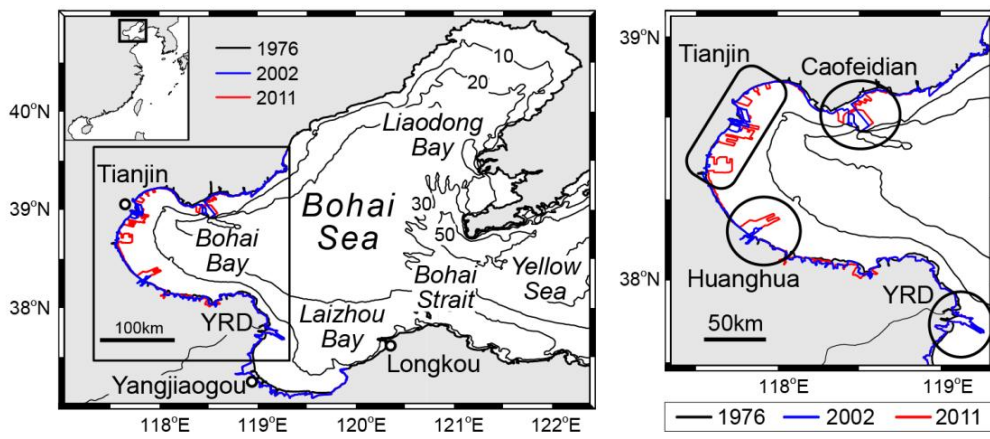 1976
2002
2011
10
20
40°N
Liaodong
Bay
Tianjin
39°N
Bohai
Sea
30
50
Bohai
Bay
Bohai
Strait
Yellow
Sea
38°N
100km
YRD
Laizhou
Bay
Longkou
Yangjiaogou
118°E
119°E
120°E
121°E
122°E
39°N
Tianjin
Caofeidian
Huanghua
38°N
YRD
50km
118°E
119°E
1976
2002
2011